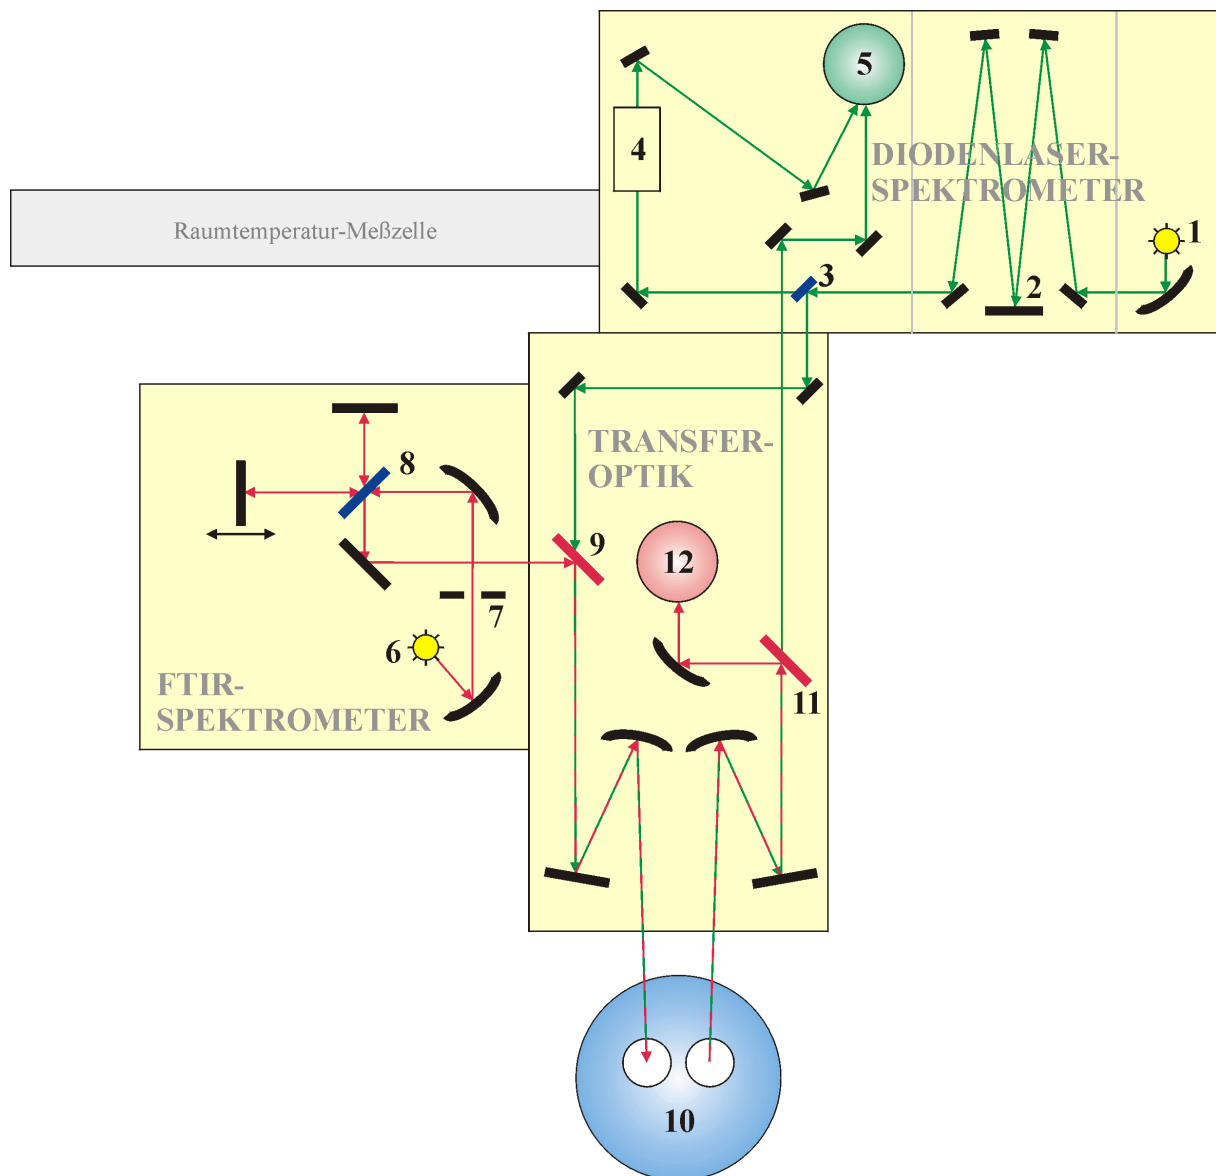 5
4
DIODENLASER-
SPEKTROMETER
Raumtemperatur-Meßzelle
1
3
2
TRANSFER-
OPTIK
8
9
12
7
6
FTIR-
SPEKTROMETER
11
10